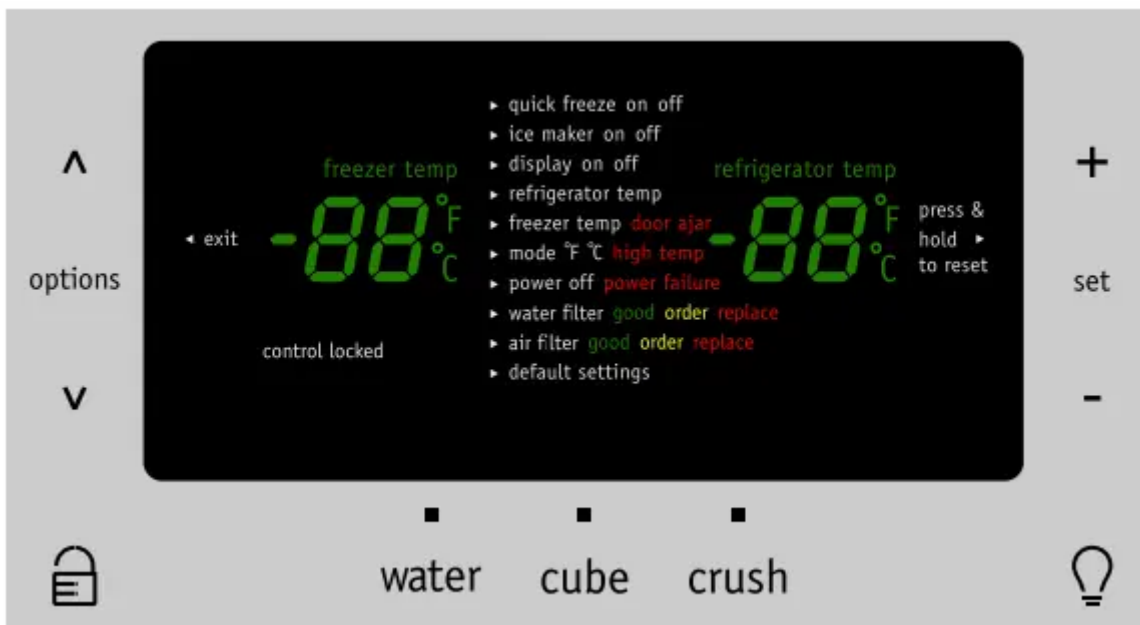 quick freeze on off
ice maker on off
display on off
refrigerator temp
freezer temp door ajar
mode °F °C high temp
power off power failure
water filter good order replace
air filter good order replace
default settings
freezer temp
-88 °F °C
exit
control locked
refrigerator temp
-88 °F °C
press &
hold
to reset
^
options
v
+
set
-
water cube crush